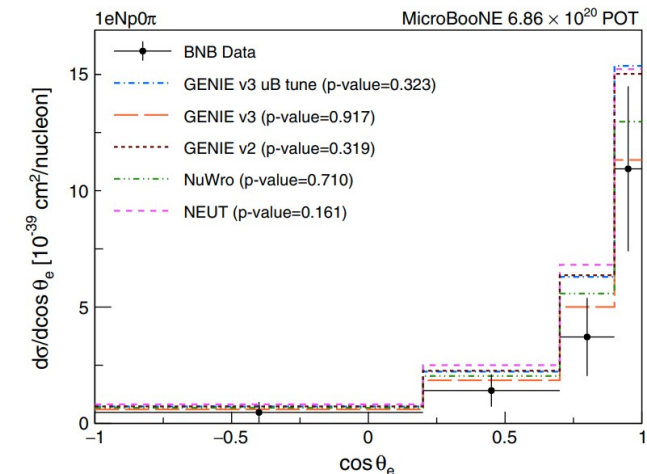 1eNp0π MicroBooNE 6.86 × 10²⁰ POT
BNB Data
GENIE v3 uB tune (p-value=0.323)
GENIE v3 (p-value=0.917)
GENIE v2 (p-value=0.319)
NuWro (p-value=0.710)
NEUT (p-value=0.161)
dσ/dcos θₑ [10⁻³⁹ cm²/nucleon]
15
10
5
0
−1 −0.5 0 0.5 1
cos θₑ